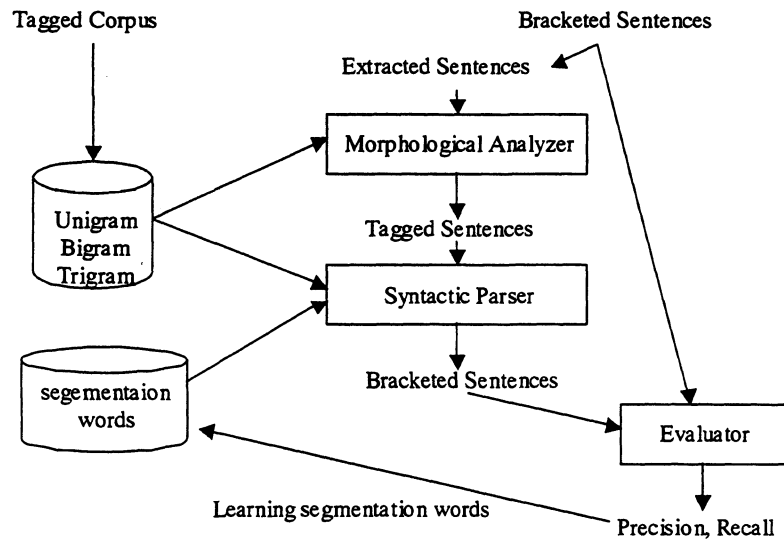 Tagged Corpus
Bracketed Sentences
Extracted Sentences
Morphological Analyzer
Unigram
Bigram
Trigram
Tagged Sentences
Syntactic Parser
Bracketed Sentences
segementaion
words
Evaluator
Learning segmentation words
Precision, Recall